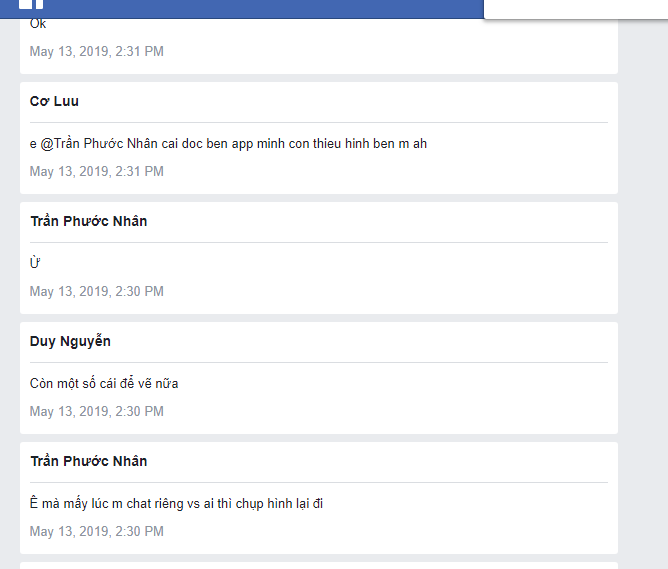 Ok
May 13, 2019, 2:31 PM
Cơ Luu
e @Trần Phước Nhân cai doc ben app minh con thieu hinh ben m ah
May 13, 2019, 2:31 PM
Trần Phước Nhân
Ừ
May 13, 2019, 2:30 PM
Duy Nguyễn
Còn một số cái để vẽ nữa
May 13, 2019, 2:30 PM
Trần Phước Nhân
Ê mà mấy lúc m chat riêng vs ai thì chụp hình lại đi
May 13, 2019, 2:30 PM